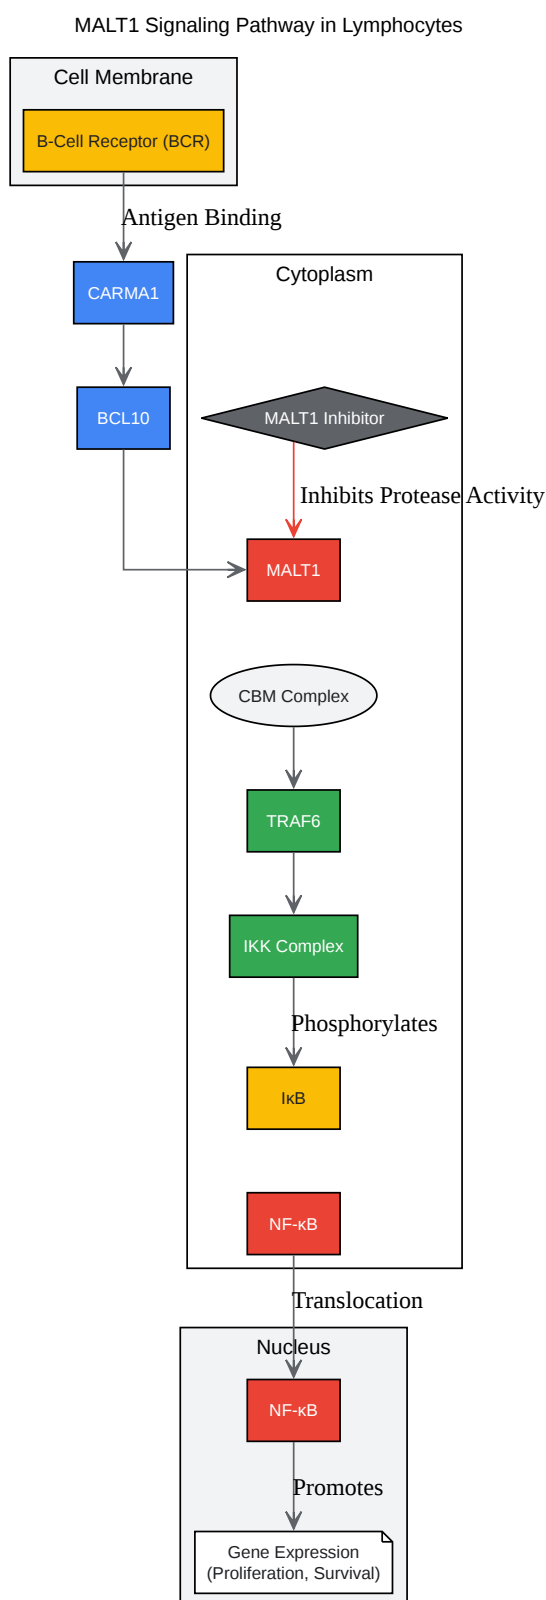 MALT1 Signaling Pathway in Lymphocytes
Cell Membrane
B-Cell Receptor (BCR)
Antigen Binding
CARMA1
Cytoplasm
BCL10
MALT1 Inhibitor
Inhibits Protease Activity
MALT1
CBM Complex
TRAF6
IKK Complex
Phosphorylates
IκB
NF-κB
Translocation
Nucleus
NF-κB
Promotes
Gene Expression
(Proliferation, Survival)